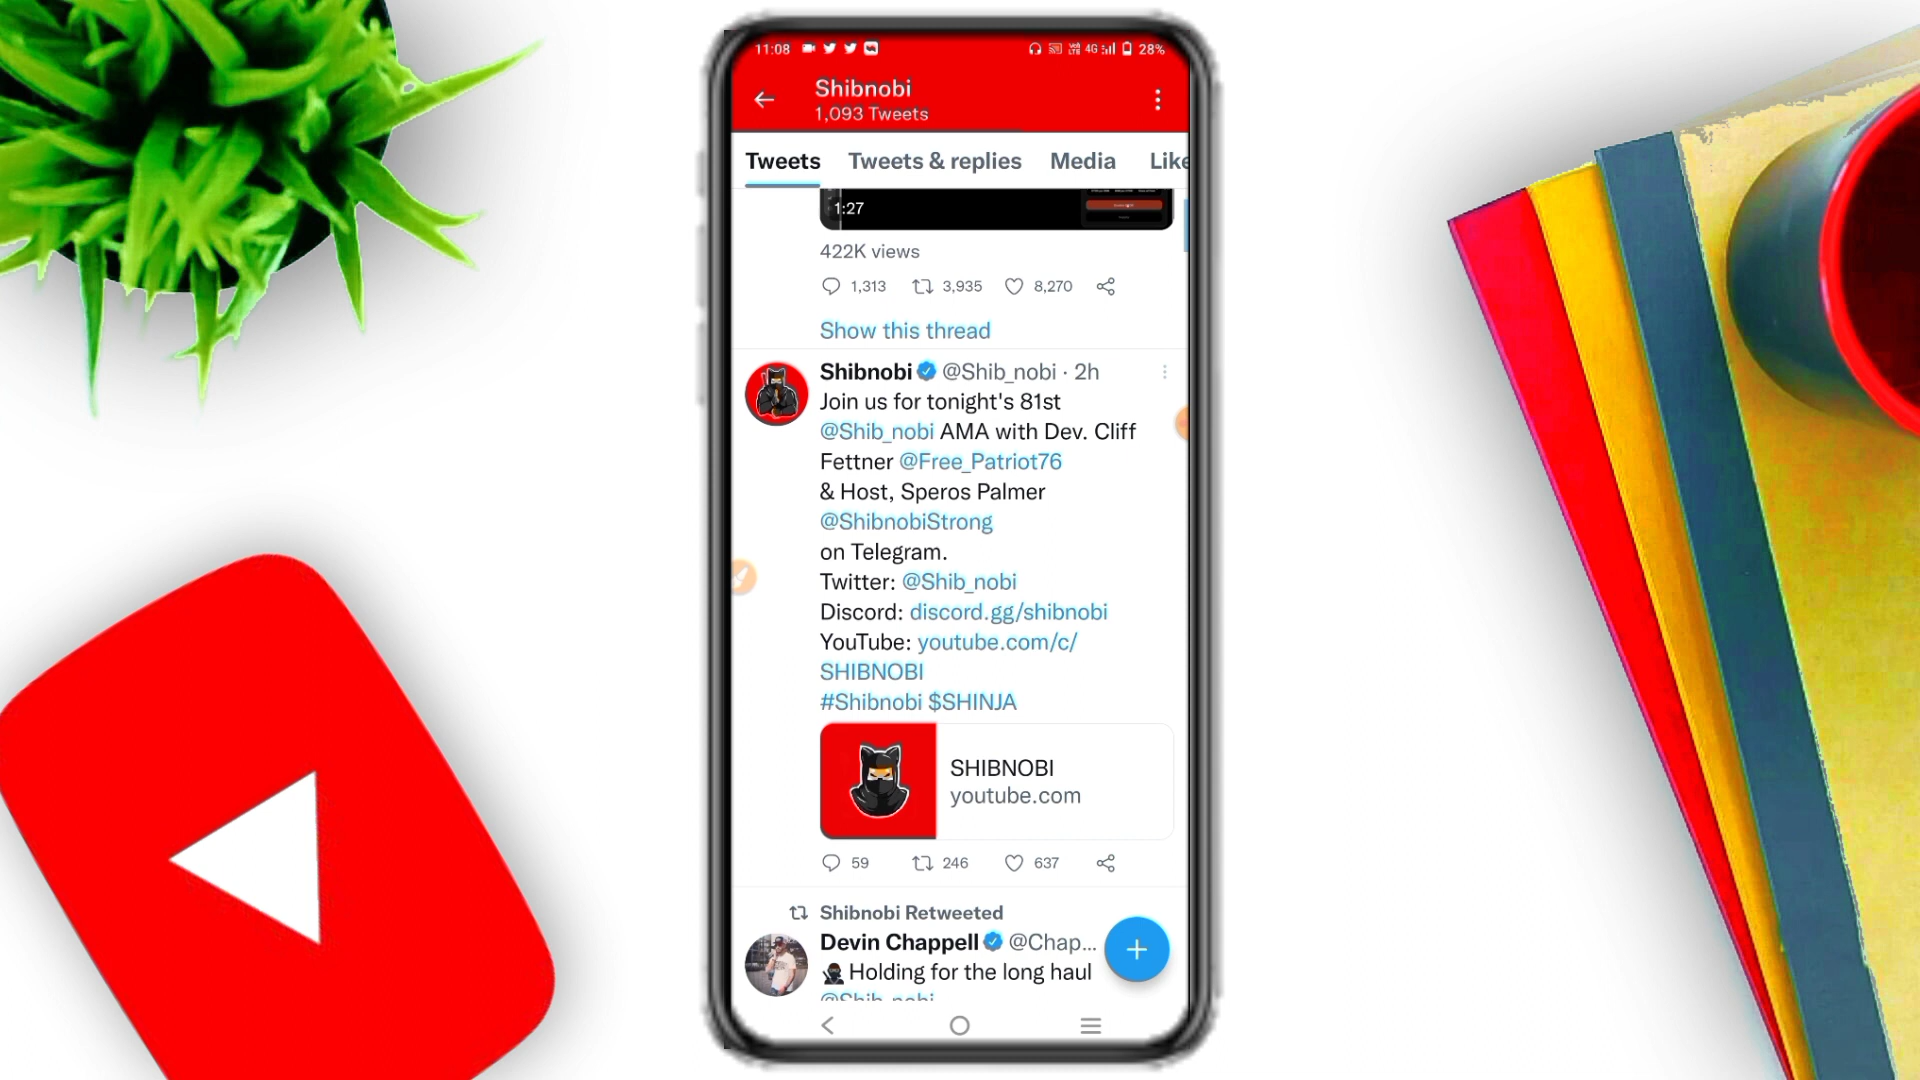 11:08 4G 28%
Shibnobi
1,093 Tweets
Tweets Tweets & replies Media Like
1:27
422K views
1,313 3,935 8,270
Show this thread
Shibnobi @Shib_nobi · 2h
Join us for tonight's 81st
@Shib_nobi AMA with Dev. Cliff
Fettner @Free_Patriot76
& Host, Speros Palmer
@ShibnobiStrong
on Telegram.
Twitter: @Shib_nobi
Discord: discord.gg/shibnobi
YouTube: youtube.com/c/
SHIBNOBI
#Shibnobi $SHINJA
SHIBNOBI
youtube.com
59 246 637
Shibnobi Retweeted
Devin Chappell @Chap...
Holding for the long haul
@Shib_nobi